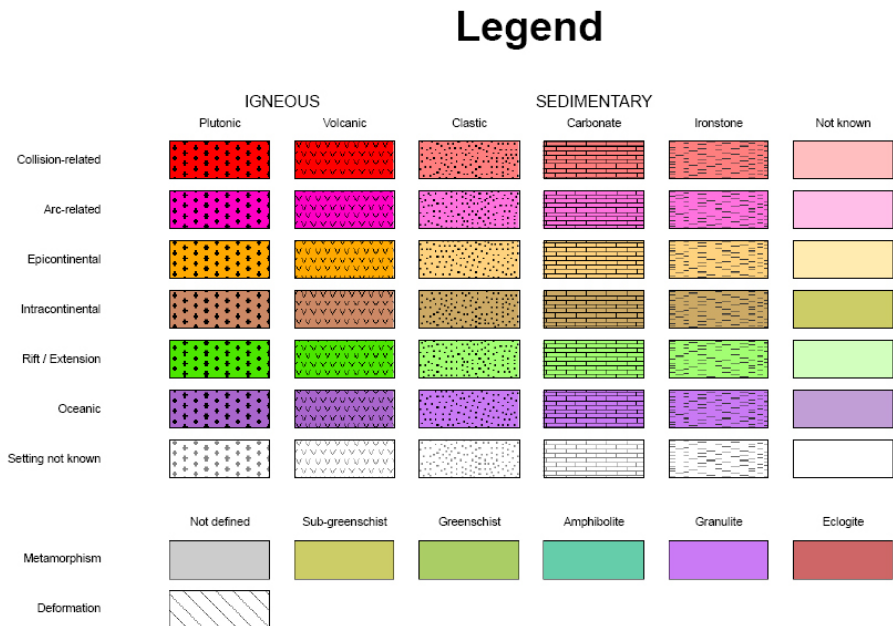 Legend
IGNEOUS SEDIMENTARY
Plutonic Volcanic Clastic Carbonate Ironstone Not known
Collision-related
Arc-related
Epicontinental
Intracontinental
Rift / Extension
Oceanic
Setting not known
Not defined Sub-greenschist Greenschist Amphibolite Granulite Eclogite
Metamorphism
Deformation